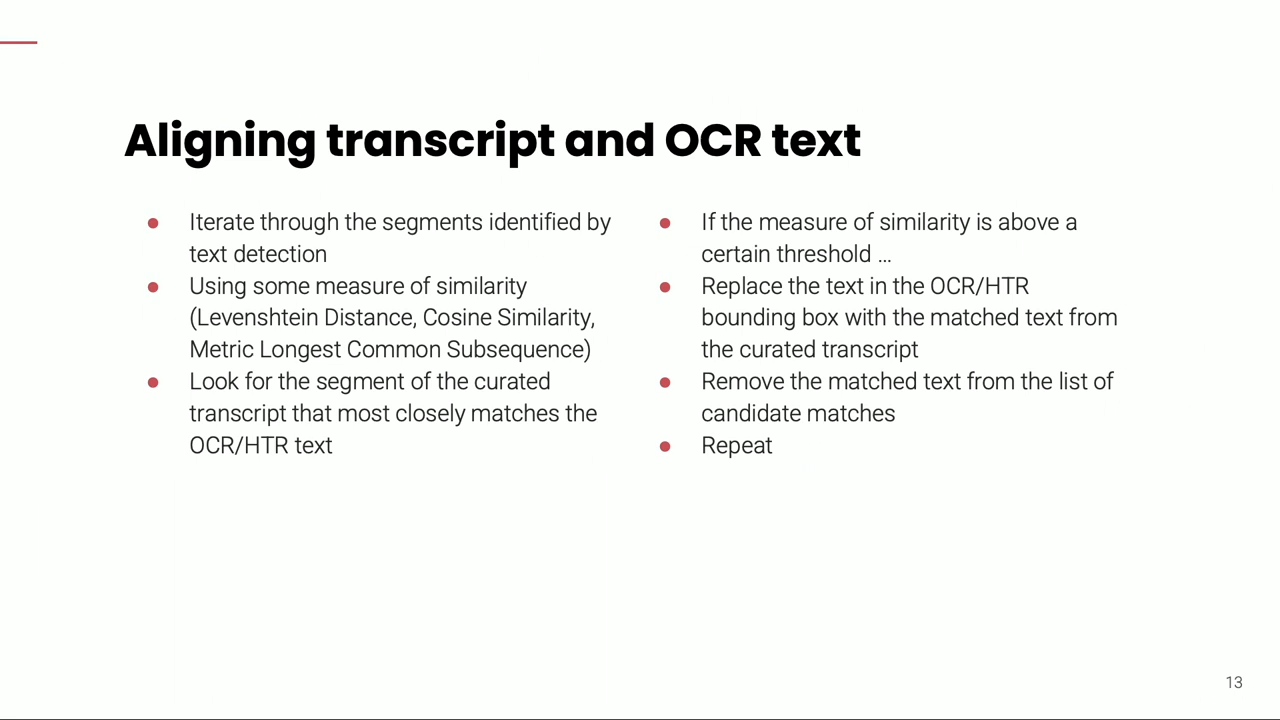 Aligning transcript and OCR text
Iterate through the segments identified by
text detection
Using some measure of similarity
(Levenshtein Distance, Cosine Similarity,
Metric Longest Common Subsequence)
Look for the segment of the curated
transcript that most closely matches the
OCR/HTR text
If the measure of similarity is above a
certain threshold ...
Replace the text in the OCR/HTR
bounding box with the matched text from
the curated transcript
Remove the matched text from the list of
candidate matches
Repeat
13